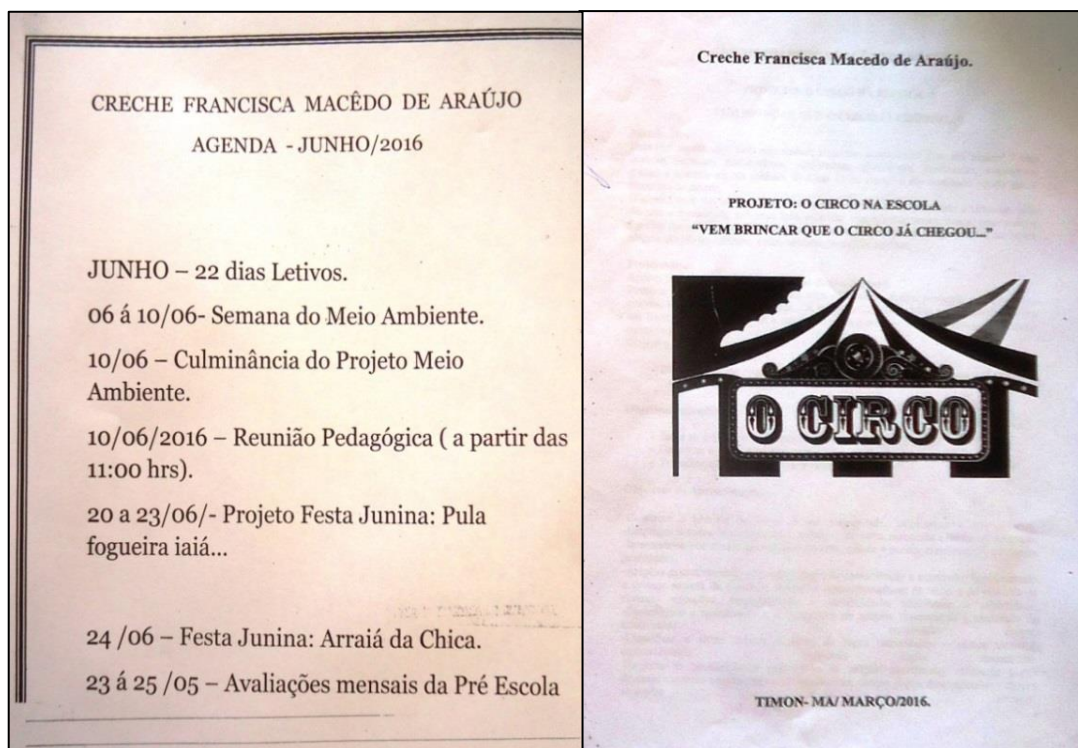 CRECHE FRANCISCA MACÊDO DE ARAÚJO
AGENDA - JUNHO/2016
JUNHO – 22 dias Letivos.
06 á 10/06- Semana do Meio Ambiente.
10/06 – Culminância do Projeto Meio
Ambiente.
10/06/2016 – Reunião Pedagógica ( a partir das
11:00 hrs).
20 a 23/06/- Projeto Festa Junina: Pula
fogueira iaiá...
24 /06 – Festa Junina: Arraiá da Chica.
23 á 25 /05 – Avaliações mensais da Pré Escola
Creche Francisca Macedo de Araújo.
PROJETO: O CIRCO NA ESCOLA
“VEM BRINCAR QUE O CIRCO JÁ CHEGOU...”
O CIRCO
TIMON- MA/ MARÇO/2016.